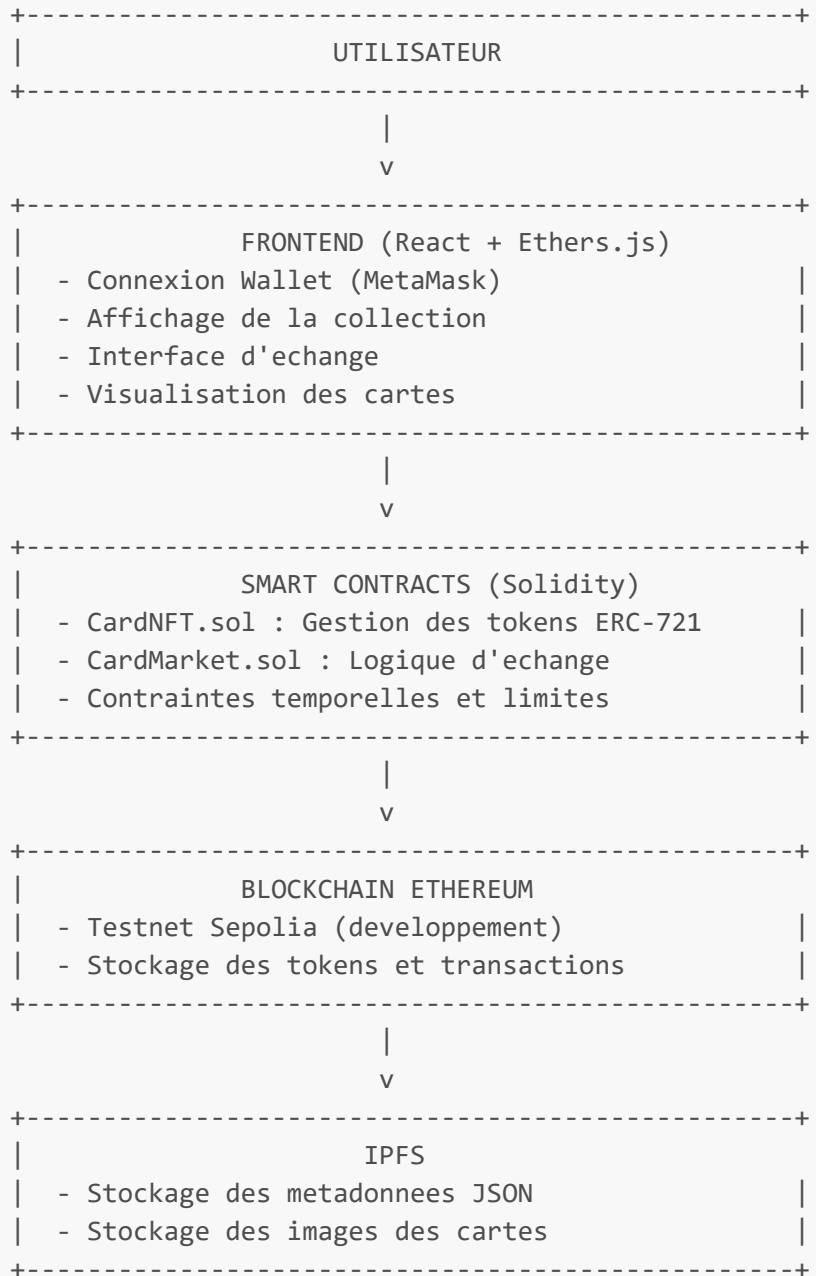 +--------------------------------------------------+
|                    UTILISATEUR
+--------------------------------------------------+
                        |
                        v
+--------------------------------------------------+
|              FRONTEND (React + Ethers.js)
|  - Connexion Wallet (MetaMask)                   |
|  - Affichage de la collection                    |
|  - Interface d'echange                           |
|  - Visualisation des cartes                      |
+--------------------------------------------------+
                        |
                        v
+--------------------------------------------------+
|              SMART CONTRACTS (Solidity)
|  - CardNFT.sol : Gestion des tokens ERC-721      |
|  - CardMarket.sol : Logique d'echange            |
|  - Contraintes temporelles et limites            |
+--------------------------------------------------+
                        |
                        v
+--------------------------------------------------+
|              BLOCKCHAIN ETHEREUM
|  - Testnet Sepolia (developpement)               |
|  - Stockage des tokens et transactions           |
+--------------------------------------------------+
                        |
                        v
+--------------------------------------------------+
|                      IPFS
|  - Stockage des metadonnees JSON                 |
|  - Stockage des images des cartes                |
+--------------------------------------------------+